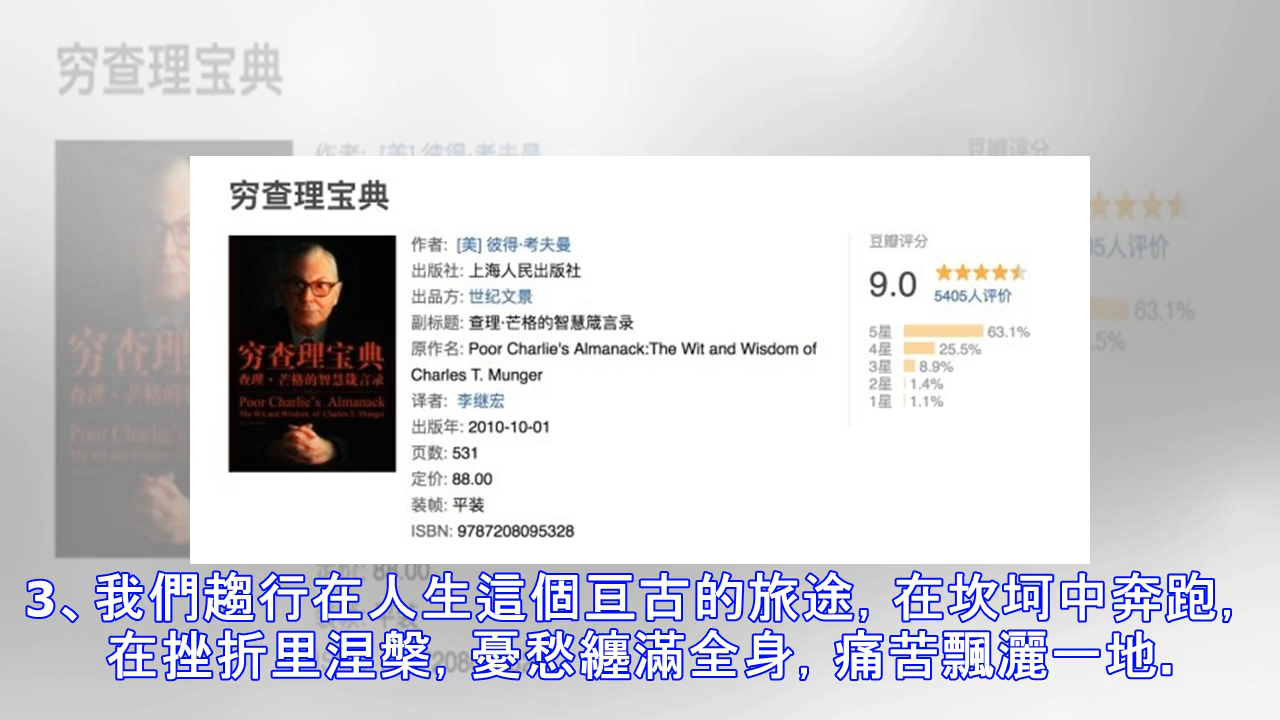 穷查理宝典
穷查理宝典
作者: [美] 彼得·考夫曼
出版社: 上海人民出版社
出品方: 世纪文景
副标题: 查理·芒格的智慧箴言录
原作名: Poor Charlie's Almanack:The Wit and Wisdom of
Charles T. Munger
译者: 李继宏
出版年: 2010-10-01
页数: 531
定价: 88.00
装帧: 平装
ISBN: 9787208095328
豆瓣评分
9.0
5405人评价
5星 63.1%
4星 25.5%
3星 8.9%
2星 1.4%
1星 1.1%
穷查理宝典
查理·芒格的智慧箴言录
Poor Charlie's Almanack
The Wit and Wisdom of Charles T. Munger
3、我們趨行在人生這個亘古的旅途, 在坎坷中奔跑,
在挫折里涅槃, 憂愁纏滿全身, 痛苦飄灑一地.